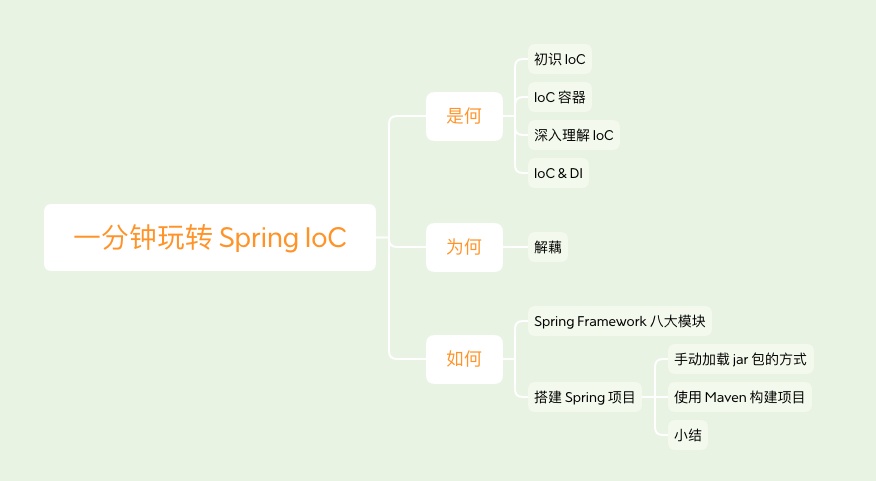 一分钟玩转 Spring IoC
是何
初识 IoC
IoC 容器
深入理解 IoC
IoC & DI
为何
解藕
如何
Spring Framework 八大模块
搭建 Spring 项目
手动加载 jar 包的方式
使用 Maven 构建项目
小结